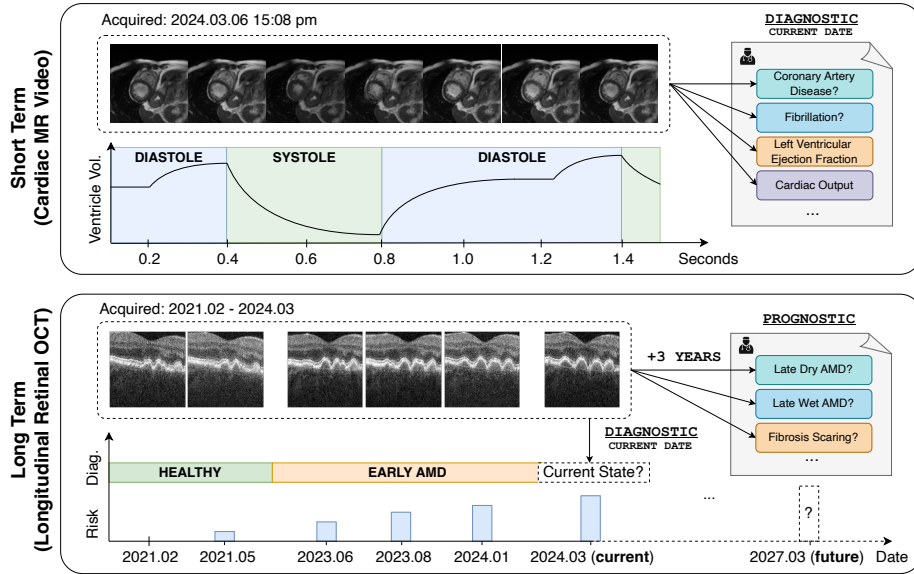 Short Term
(Cardiac MR Video)
Acquired: 2024.03.06 15:08 pm
DIAGNOSTIC
CURRENT DATE
Coronary Artery
Disease?
Fibrillation?
Left Ventricular
Ejection Fraction
Cardiac Output
...
Ventricle Vol.
DIASTOLE
SYSTOLE
DIASTOLE
0.2
0.4
0.6
0.8
1.0
1.2
1.4
Seconds
Long Term
(Longitudinal Retinal OCT)
Acquired: 2021.02 - 2024.03
+3 YEARS
PROGNOSTIC
Late Dry AMD?
Late Wet AMD?
Fibrosis Scaring?
...
DIAGNOSTIC
CURRENT DATE
Diag.
HEALTHY
EARLY AMD
Current State?
Risk
...
?
2021.02
2021.05
2023.06
2023.08
2024.01
2024.03 (current)
2027.03 (future)
Date